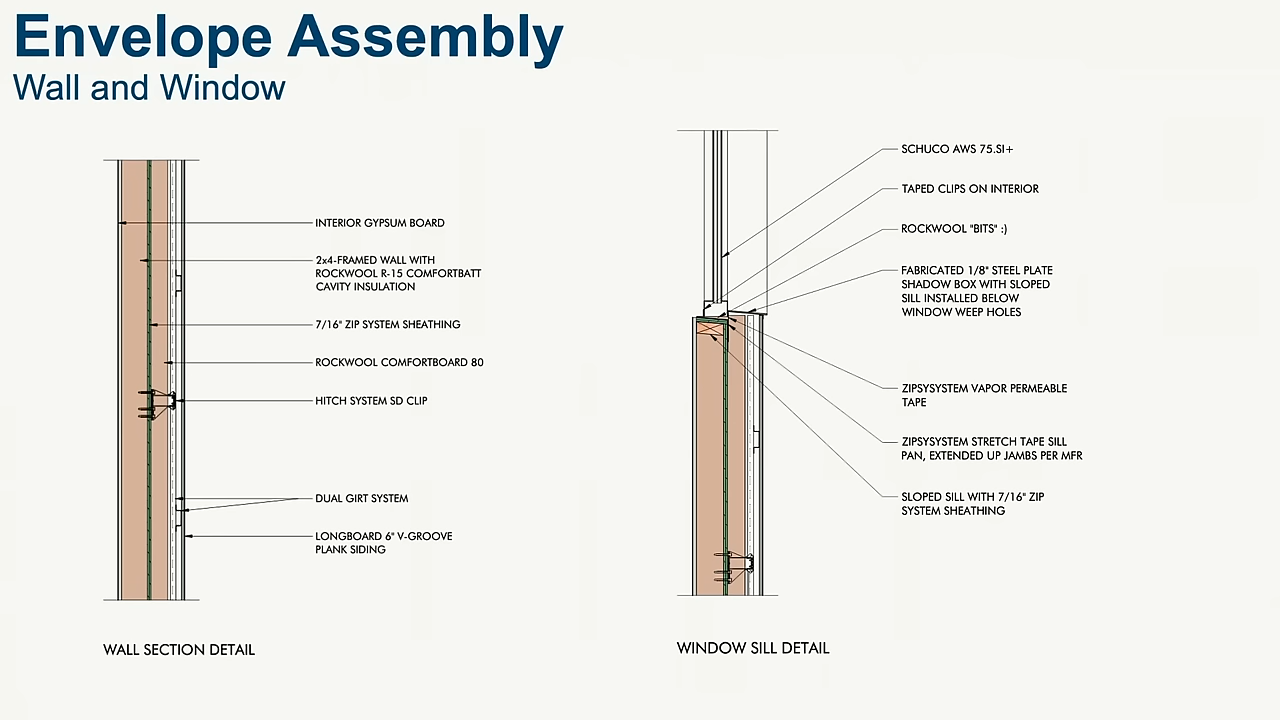 Envelope Assembly
Wall and Window
INTERIOR GYPSUM BOARD
2x4-FRAMED WALL WITH
ROCKWOOL R-15 COMFORTBATT
CAVITY INSULATION
7/16" ZIP SYSTEM SHEATHING
ROCKWOOL COMFORTBOARD 80
HITCH SYSTEM SD CLIP
DUAL GIRT SYSTEM
LONGBOARD 6" V-GROOVE
PLANK SIDING
WALL SECTION DETAIL
SCHUCO AWS 75.SI+
TAPED CLIPS ON INTERIOR
ROCKWOOL "BITS" :)
FABRICATED 1/8" STEEL PLATE
SHADOW BOX WITH SLOPED
SILL INSTALLED BELOW
WINDOW WEEP HOLES
ZIPSYSYSTEM VAPOR PERMEABLE
TAPE
ZIPSYSYSTEM STRETCH TAPE SILL
PAN, EXTENDED UP JAMBS PER MFR
SLOPED SILL WITH 7/16" ZIP
SYSTEM SHEATHING
WINDOW SILL DETAIL